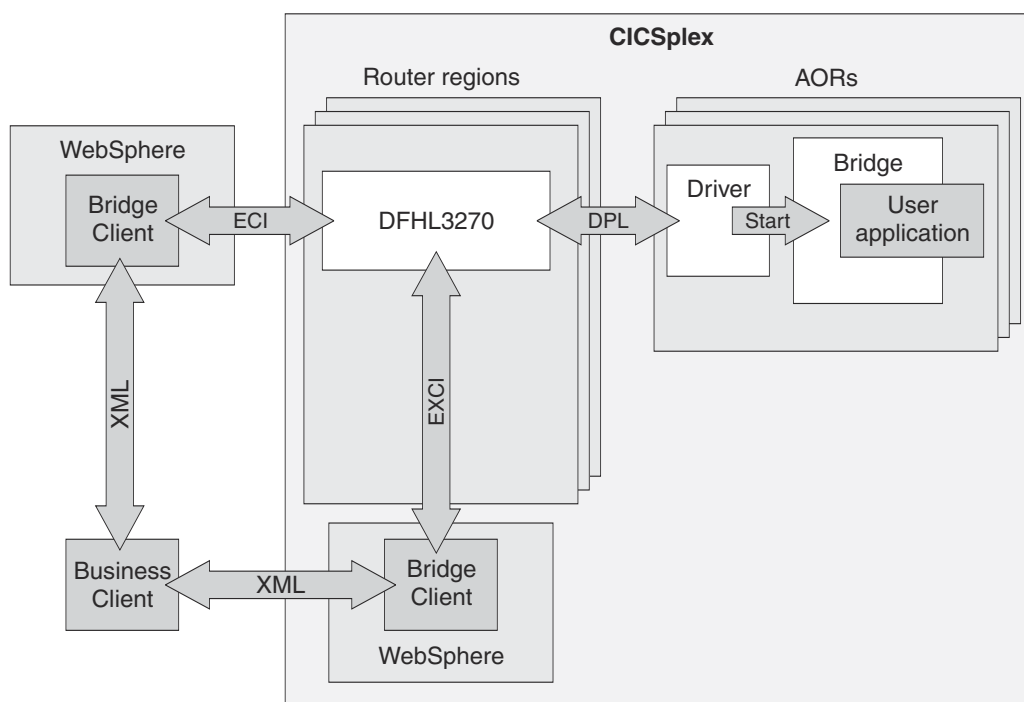 CICSplex
Router regions
AORs
WebSphere
Bridge
Client
ECI
DFHL3270
DPL
Driver
Start
Bridge
User
application
XML
EXCI
Business
Client
XML
Bridge
Client
WebSphere